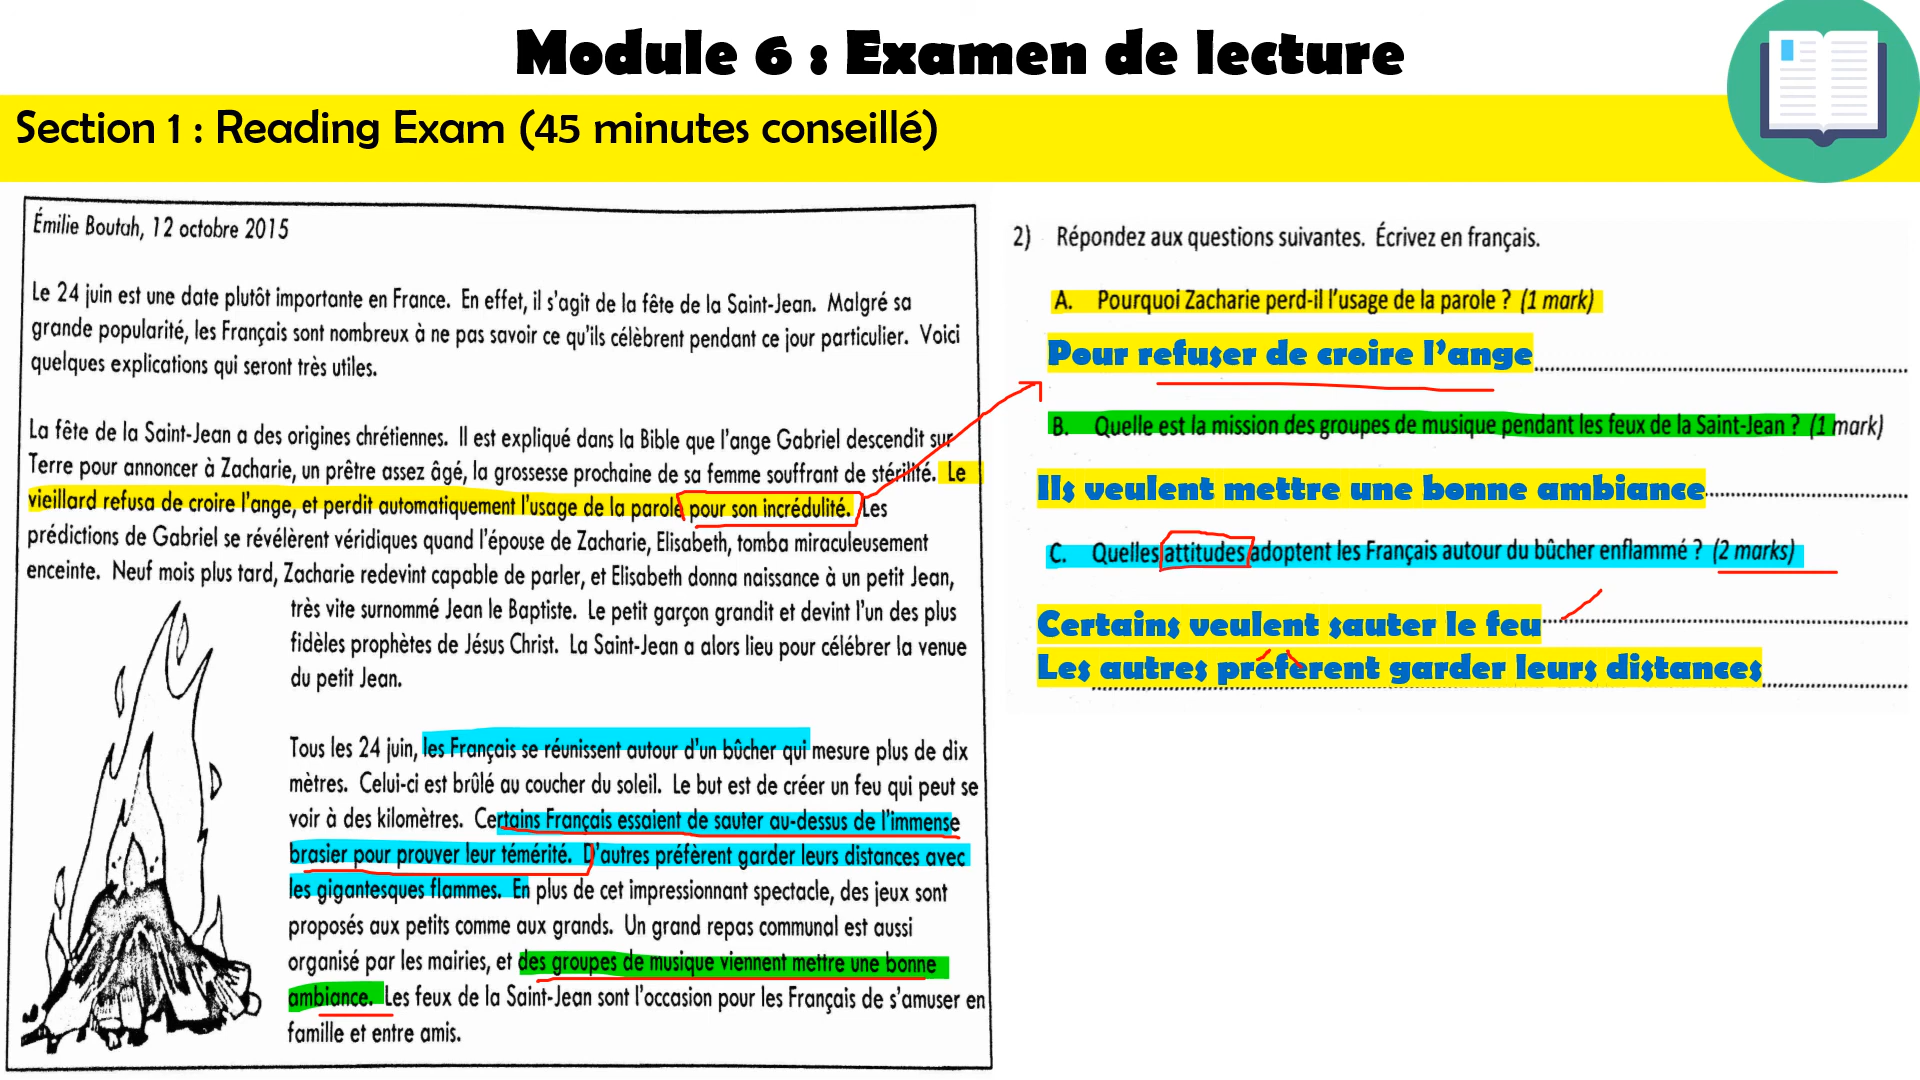 Module 6 : Examen de lecture
Section 1 : Reading Exam (45 minutes conseillé)
Émilie Boutah, 12 octobre 2015
Le 24 juin est une date plutôt importante en France. En effet, il s'agit de la fête de la Saint-Jean. Malgré sa
grande popularité, les Français sont nombreux à ne pas savoir ce qu'ils célèbrent pendant ce jour particulier. Voici
quelques explications qui seront très utiles.
La fête de la Saint-Jean a des origines chrétiennes. Il est expliqué dans la Bible que l'ange Gabriel descendit sur
Terre pour annoncer à Zacharie, un prêtre assez âgé, la grossesse prochaine de sa femme souffrant de stérilité. Le
vieillard refusa de croire l'ange, et perdit automatiquement l'usage de la parole pour son incrédulité. Les
prédictions de Gabriel se révélèrent véridiques quand l'épouse de Zacharie, Elisabeth, tomba miraculeusement
enceinte. Neuf mois plus tard, Zacharie redevint capable de parler, et Elisabeth donna naissance à un petit Jean,
très vite surnommé Jean le Baptiste. Le petit garçon grandit et devint l'un des plus
fidèles prophètes de Jésus Christ. La Saint-Jean a alors lieu pour célébrer la venue
du petit Jean.
Tous les 24 juin, les Français se réunissent autour d'un bûcher qui mesure plus de dix
mètres. Celui-ci est brûlé au coucher du soleil. Le but est de créer un feu qui peut se
voir à des kilomètres. Certains Français essaient de sauter au-dessus de l'immense
brasier pour prouver leur témérité. D'autres préfèrent garder leurs distances avec
les gigantesques flammes. En plus de cet impressionnant spectacle, des jeux sont
proposés aux petits comme aux grands. Un grand repas communal est aussi
organisé par les mairies, et des groupes de musique viennent mettre une bonne
ambiance. Les feux de la Saint-Jean sont l'occasion pour les Français de s'amuser en
famille et entre amis.
2) Répondez aux questions suivantes. Écrivez en français.
A. Pourquoi Zacharie perd-il l'usage de la parole ? (1 mark)
Pour refuser de croire l'ange
B. Quelle est la mission des groupes de musique pendant les feux de la Saint-Jean ? (1 mark)
Ils veulent mettre une bonne ambiance
C. Quelles attitudes adoptent les Français autour du bûcher enflammé ? (2 marks)
Certains veulent sauter le feu
Les autres préfèrent garder leurs distances